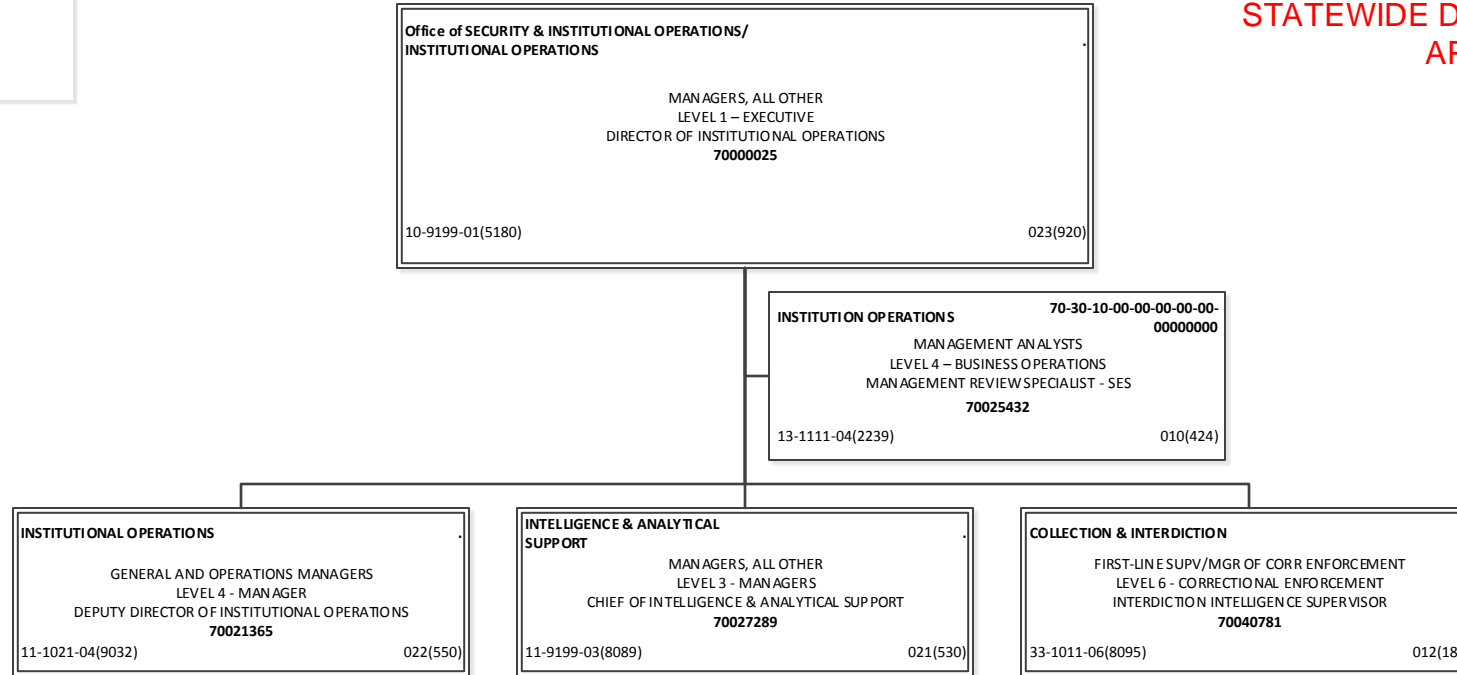 STATEWIDE
Office of SECURITY & INSTITUTIONAL OPERATIONS/
INSTITUTIONAL OPERATIONS
.
MANAGERS, ALL OTHER
LEVEL 1 – EXECUTIVE
DIRECTOR OF INSTITUTIONAL OPERATIONS
70000025
10-9199-01(5180) 023(920)
INSTITUTION OPERATIONS
70-30-10-00-00-00-00-00-
00000000
MANAGEMENT ANALYSTS
LEVEL 4 – BUSINESS OPERATIONS
MANAGEMENT REVIEW SPECIALIST - SES
70025432
13-1111-04(2239) 010(424)
INSTITUTIONAL OPERATIONS .
GENERAL AND OPERATIONS MANAGERS
LEVEL 4 - MANAGER
DEPUTY DIRECTOR OF INSTITUTIONAL OPERATIONS
70021365
11-1021-04(9032) 022(550)
INTELLIGENCE & ANALYTICAL
SUPPORT .
MANAGERS, ALL OTHER
LEVEL 3 - MANAGERS
CHIEF OF INTELLIGENCE & ANALYTICAL SUPPORT
70027289
11-9199-03(8089) 021(530)
COLLECTION & INTERDICTION
FIRST-LINE SUPV/MGR OF CORR ENFORCEMENT
LEVEL 6 - CORRECTIONAL ENFORCEMENT
INTERDICTION INTELLIGENCE SUPERVISOR
70040781
33-1011-06(8095) 012(18